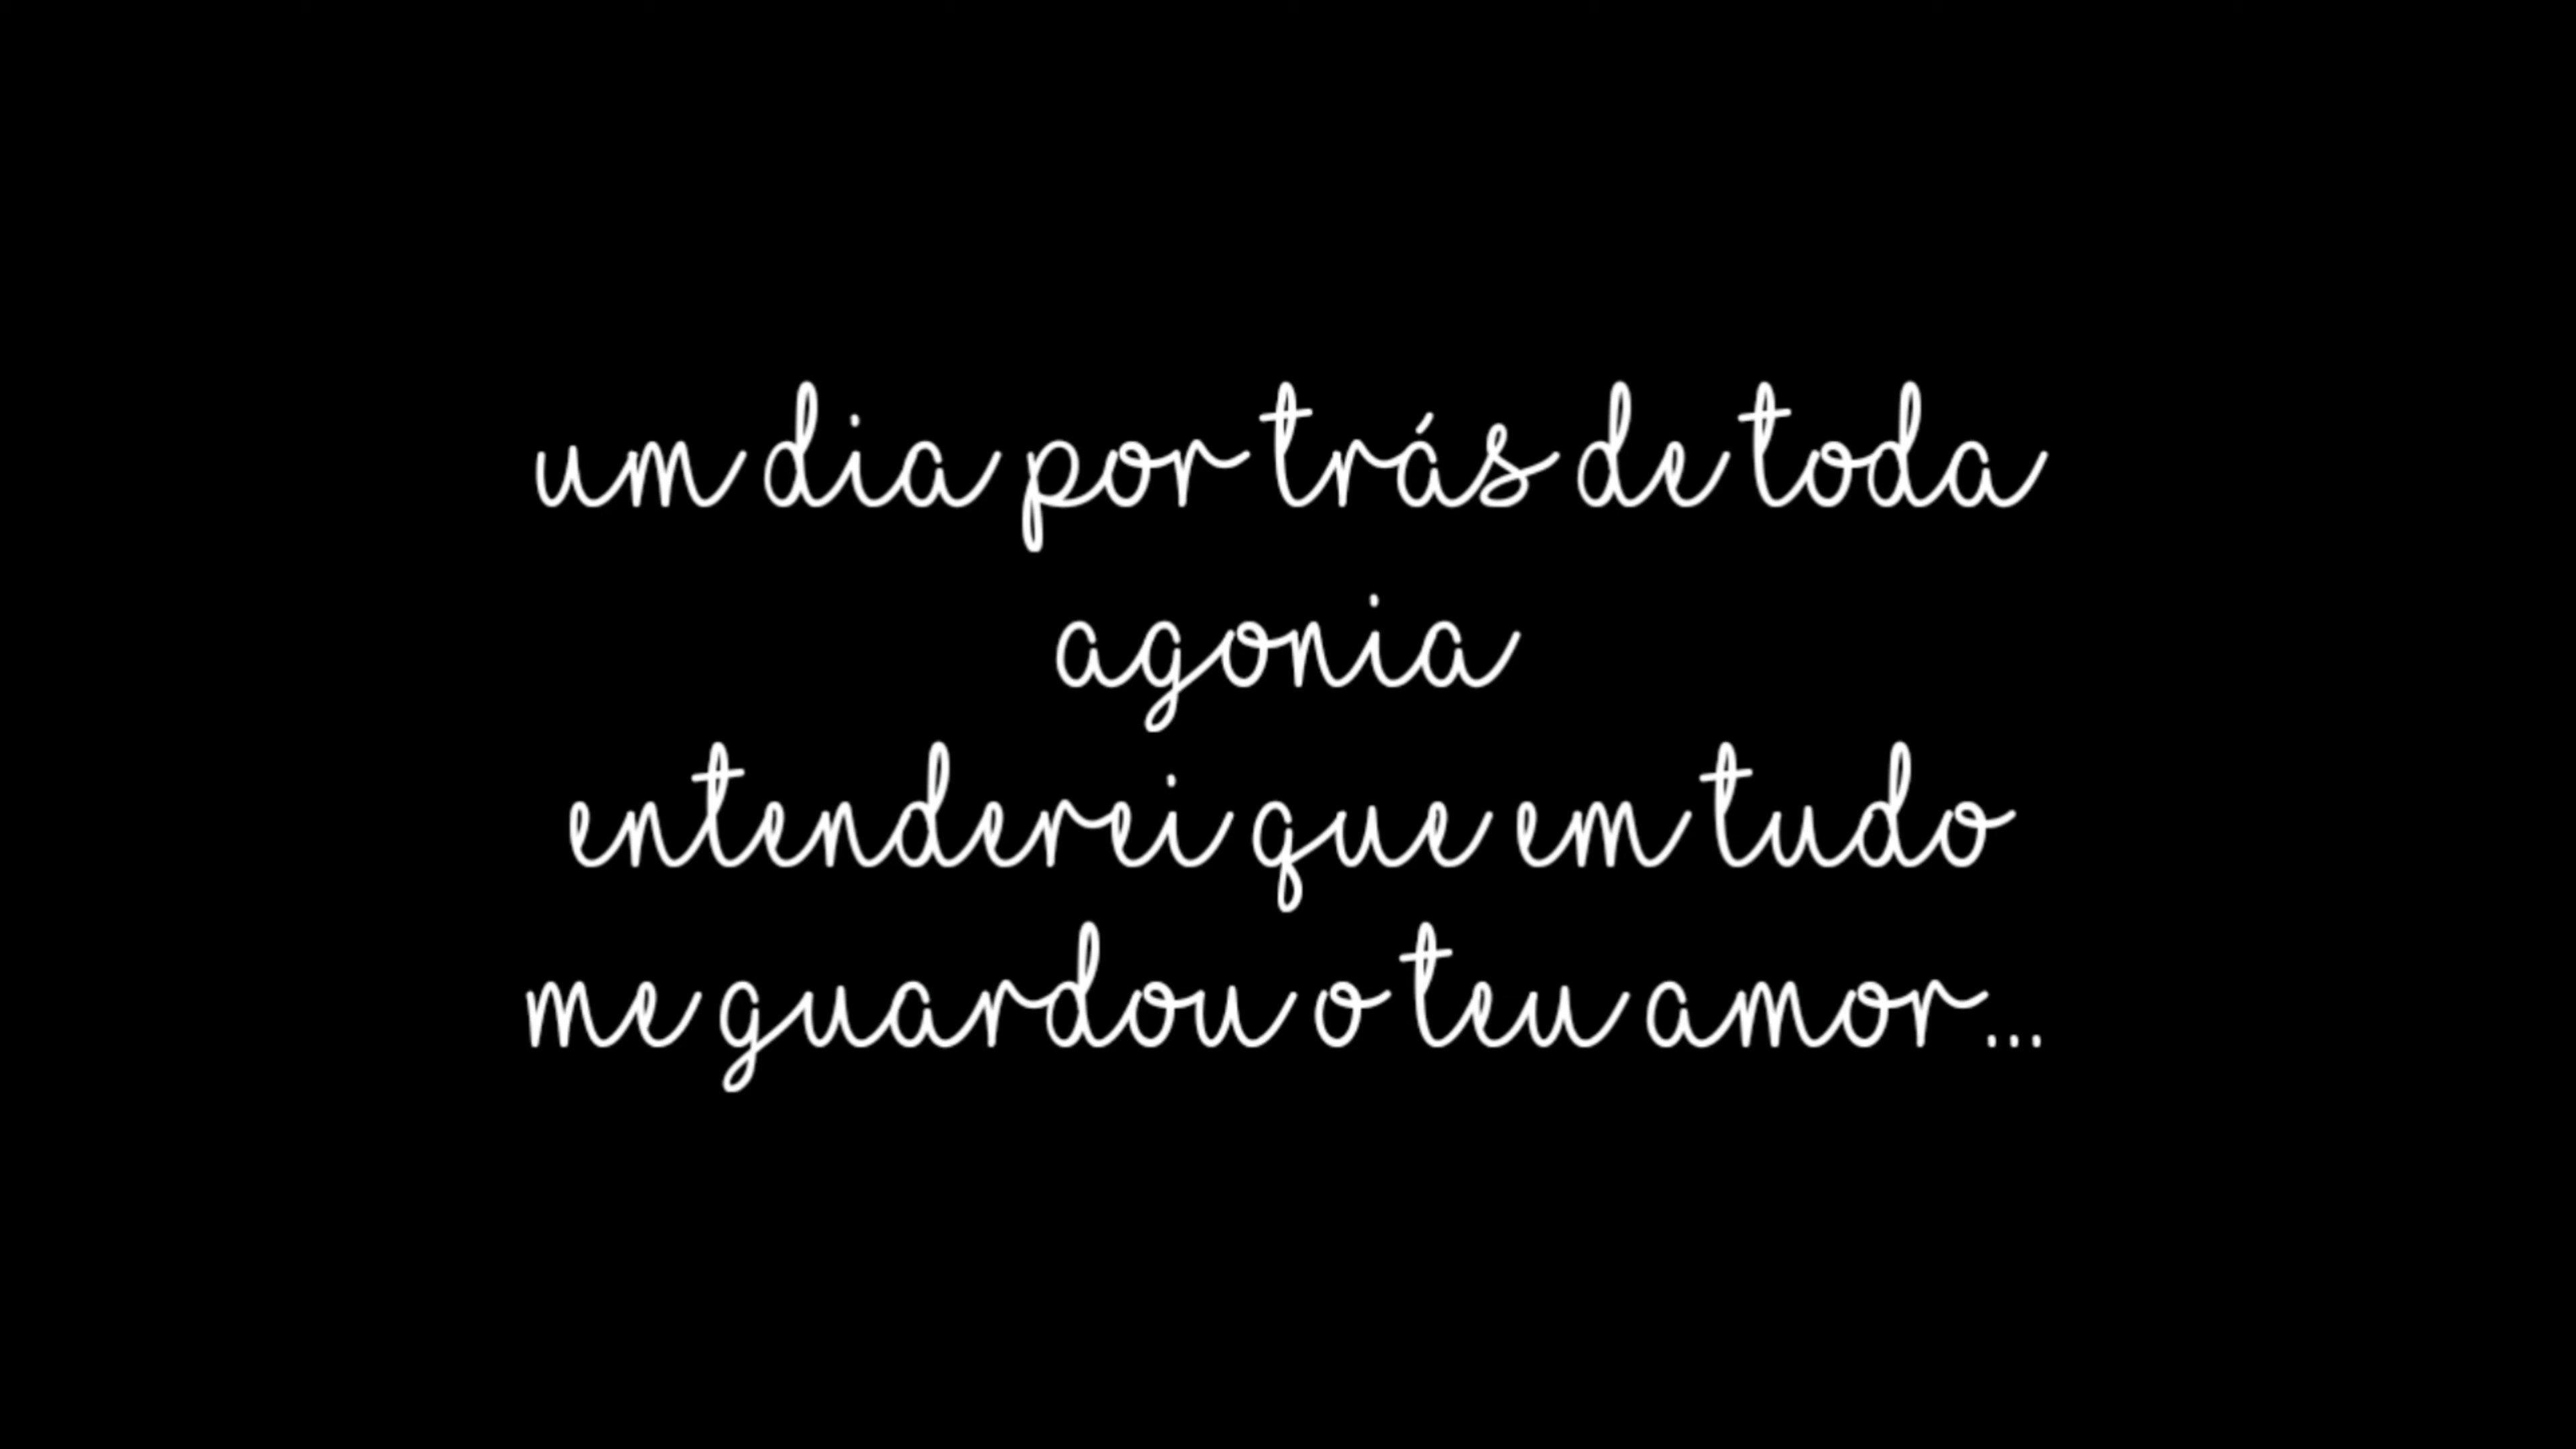 um dia por trás de toda
agonia
entenderei que em tudo
me guardou o teu amor...